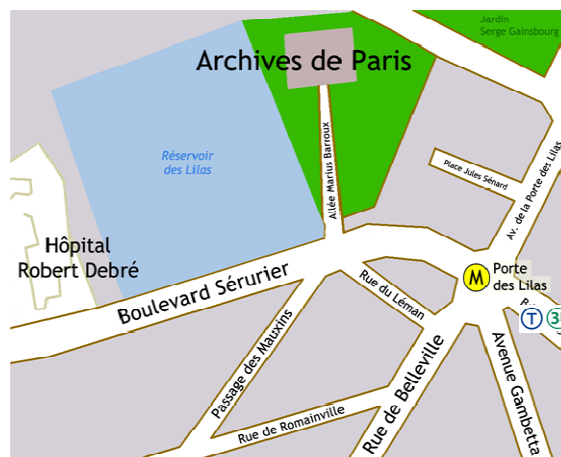 Jardin
Serge Gainsbourg
Archives de Paris
Réservoir
des Lilas
Allée Marius Barroux
Place Jules Sénard
Av. de la Porte des Lilas
Hôpital
Robert Debré
Boulevard Sérurier
M
Porte
des Lilas
Rue du Léman
T
3
Passage des Mauxins
Rue de Belleville
Avenue Gambetta
Rue de Romainville